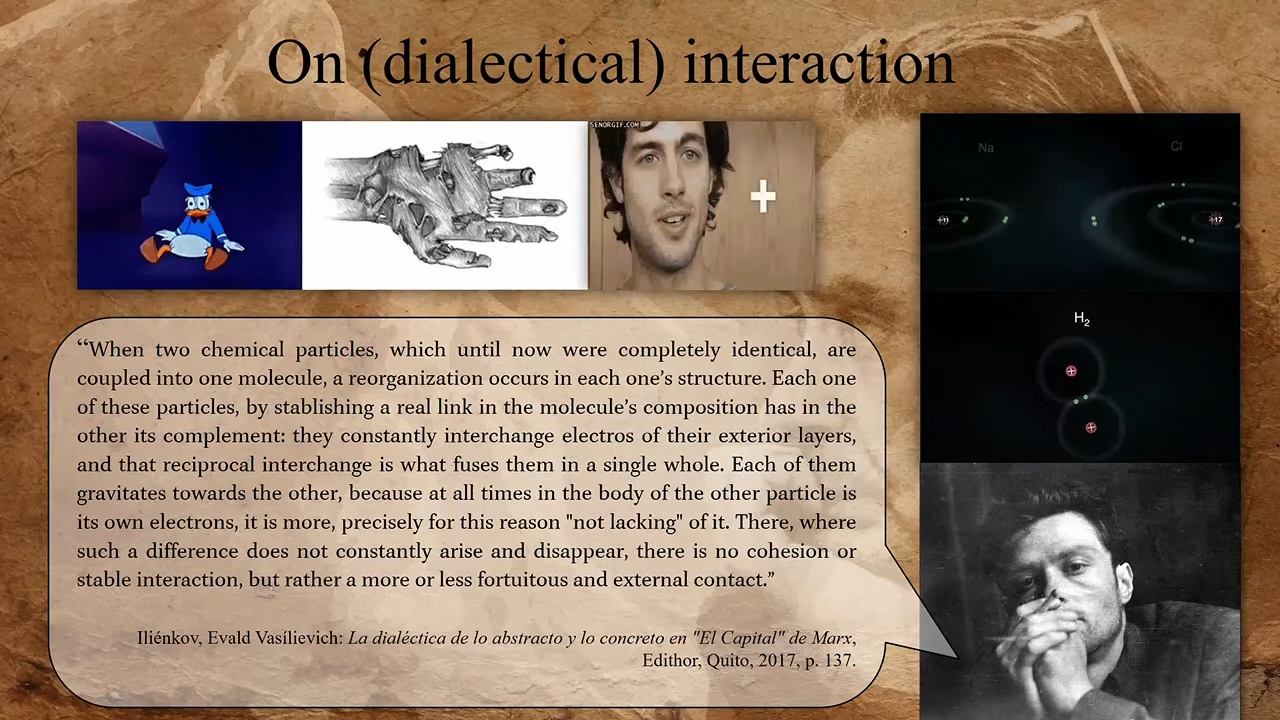 On (dialectical) interaction
SENORGIF.COM
+
Na
Cl
+11
+17
H₂
+
+
“When two chemical particles, which until now were completely identical, are
coupled into one molecule, a reorganization occurs in each one’s structure. Each one
of these particles, by stablishing a real link in the molecule’s composition has in the
other its complement: they constantly interchange electros of their exterior layers,
and that reciprocal interchange is what fuses them in a single whole. Each of them
gravitates towards the other, because at all times in the body of the other particle is
its own electrons, it is more, precisely for this reason "not lacking" of it. There, where
such a difference does not constantly arise and disappear, there is no cohesion or
stable interaction, but rather a more or less fortuitous and external contact.”
Iliénkov, Evald Vasílievich: La dialéctica de lo abstracto y lo concreto en "El Capital" de Marx,
Edithor, Quito, 2017, p. 137.